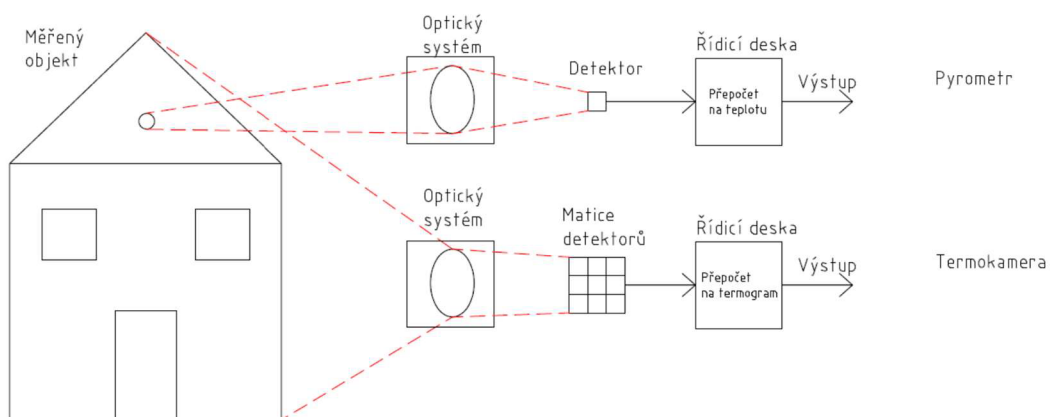 Měřený
objekt
Optický
systém
Detektor
Řídicí deska
Přepočet
na teplotu
Výstup
Pyrometr
Optický
systém
Matice
detektorů
Řídicí deska
Přepočet
na termogram
Výstup
Termokamera